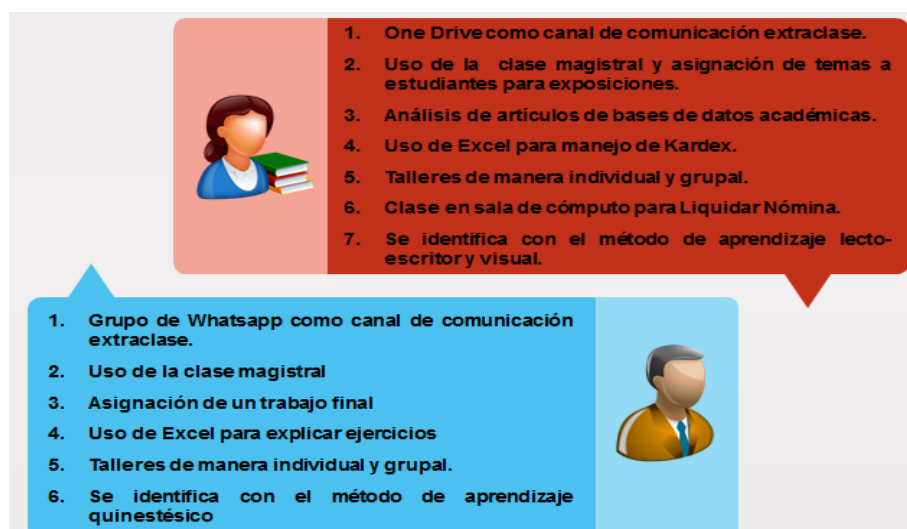 1. One Drive como canal de comunicación extraclase.
2. Uso de la clase magistral y asignación de temas a
estudiantes para exposiciones.
3. Análisis de artículos de bases de datos académicas.
4. Uso de Excel para manejo de Kardex.
5. Talleres de manera individual y grupal.
6. Clase en sala de cómputo para Liquidar Nómina.
7. Se identifica con el método de aprendizaje lecto-
escritor y visual.
1. Grupo de Whatsapp como canal de comunicación
extraclase.
2. Uso de la clase magistral
3. Asignación de un trabajo final
4. Uso de Excel para explicar ejercicios
5. Talleres de manera individual y grupal.
6. Se identifica con el método de aprendizaje
quinestésico